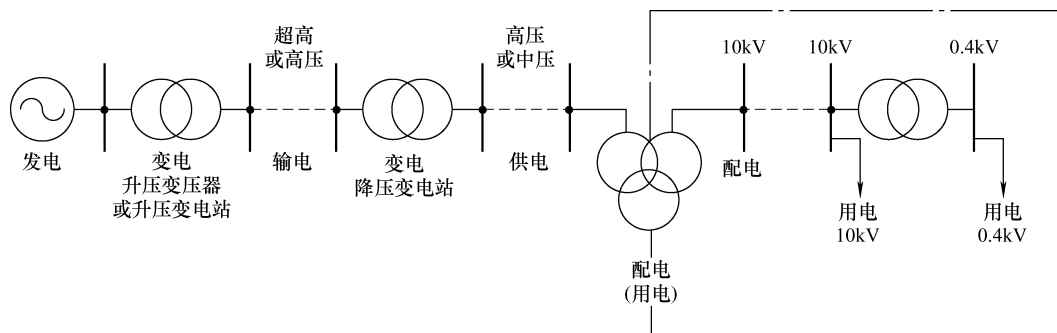 超高
或高压
高压
或中压
10kV
10kV
0.4kV
发电
变电
升压变压器
或升压变电站
输电
变电
降压变电站
供电
配电
用电
10kV
用电
0.4kV
配电
(用电)